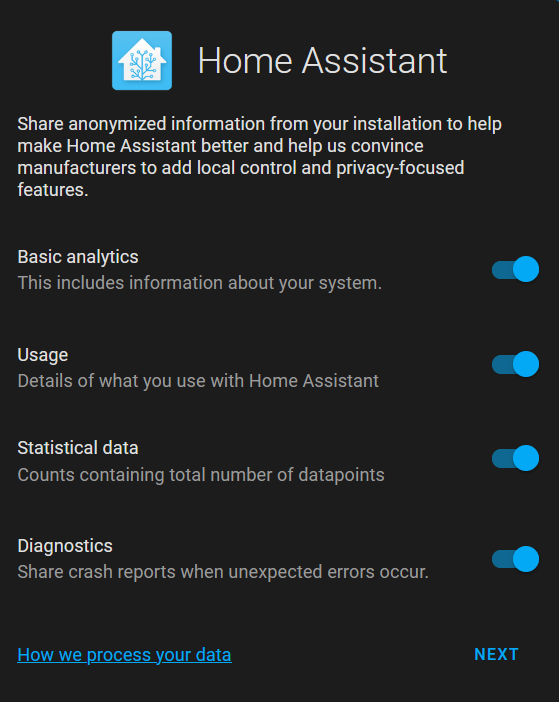 Home Assistant
Share anonymized information from your installation to help
make Home Assistant better and help us convince
manufacturers to add local control and privacy-focused
features.
Basic analytics
This includes information about your system.
Usage
Details of what you use with Home Assistant
Statistical data
Counts containing total number of datapoints
Diagnostics
Share crash reports when unexpected errors occur.
How we process your data
NEXT